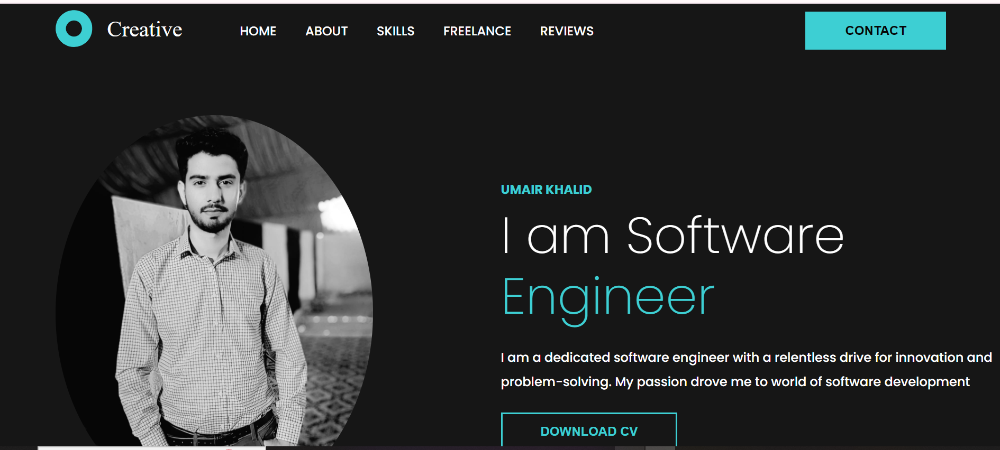 Creative
HOME ABOUT SKILLS FREELANCE REVIEWS
CONTACT
UMAIR KHALID
I am Software
Engineer
I am a dedicated software engineer with a relentless drive for innovation and
problem-solving. My passion drove me to world of software development
DOWNLOAD CV